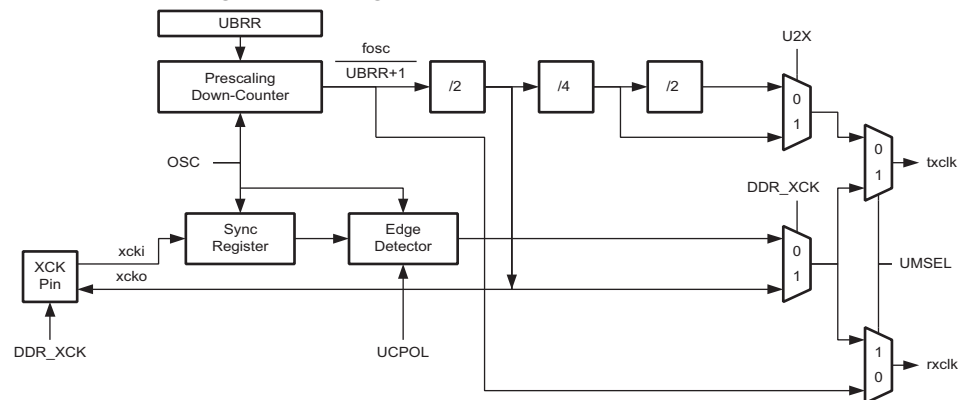 UBRR
fosc
U2X
Prescaling
Down-Counter
UBRR+1
/2
/4
/2
0
1
OSC
0
1
txclk
DDR_XCK
Sync
Register
Edge
Detector
0
1
UMSEL
xcki
XCK
Pin
xcko
DDR_XCK
UCPOL
1
0
rxclk